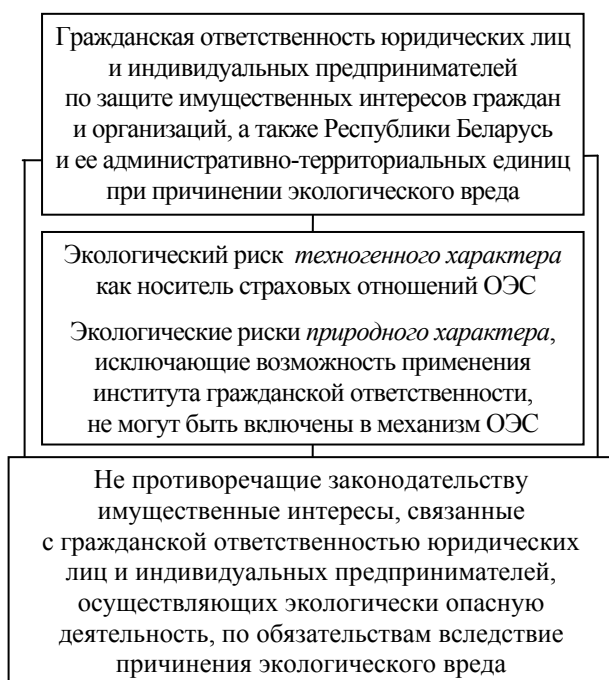 Гражданская ответственность юридических лиц
и индивидуальных предпринимателей
по защите имущественных интересов граждан
и организаций, а также Республики Беларусь
и ее административно-территориальных единиц
при причинении экологического вреда
Экологический риск техногенного характера
как носитель страховых отношений ОЭС
Экологические риски природного характера,
исключающие возможность применения
института гражданской ответственности,
не могут быть включены в механизм ОЭС
Не противоречащие законодательству
имущественные интересы, связанные
с гражданской ответственностью юридических
лиц и индивидуальных предпринимателей,
осуществляющих экологически опасную
деятельность, по обязательствам вследствие
причинения экологического вреда